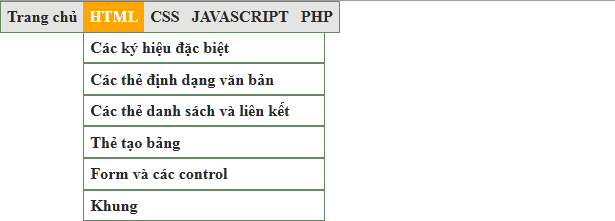 Trang chủ HTML CSS JAVASCRIPT PHP
Các ký hiệu đặc biệt
Các thẻ định dạng văn bản
Các thẻ danh sách và liên kết
Thẻ tạo bảng
Form và các control
Khung